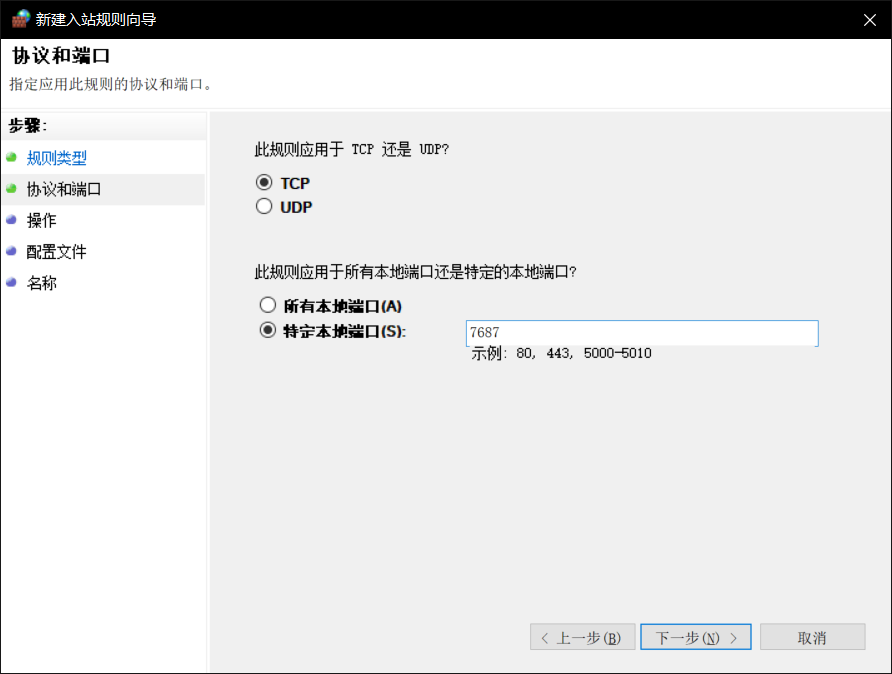 新建入站规则向导
协议和端口
指定应用此规则的协议和端口。
步骤:
规则类型
协议和端口
操作
配置文件
名称
此规则应用于 TCP 还是 UDP?
TCP
UDP
此规则应用于所有本地端口还是特定的本地端口?
所有本地端口(A)
特定本地端口(S):
7687
示例: 80, 443, 5000-5010
< 上一步(B)
下一步(N) >
取消